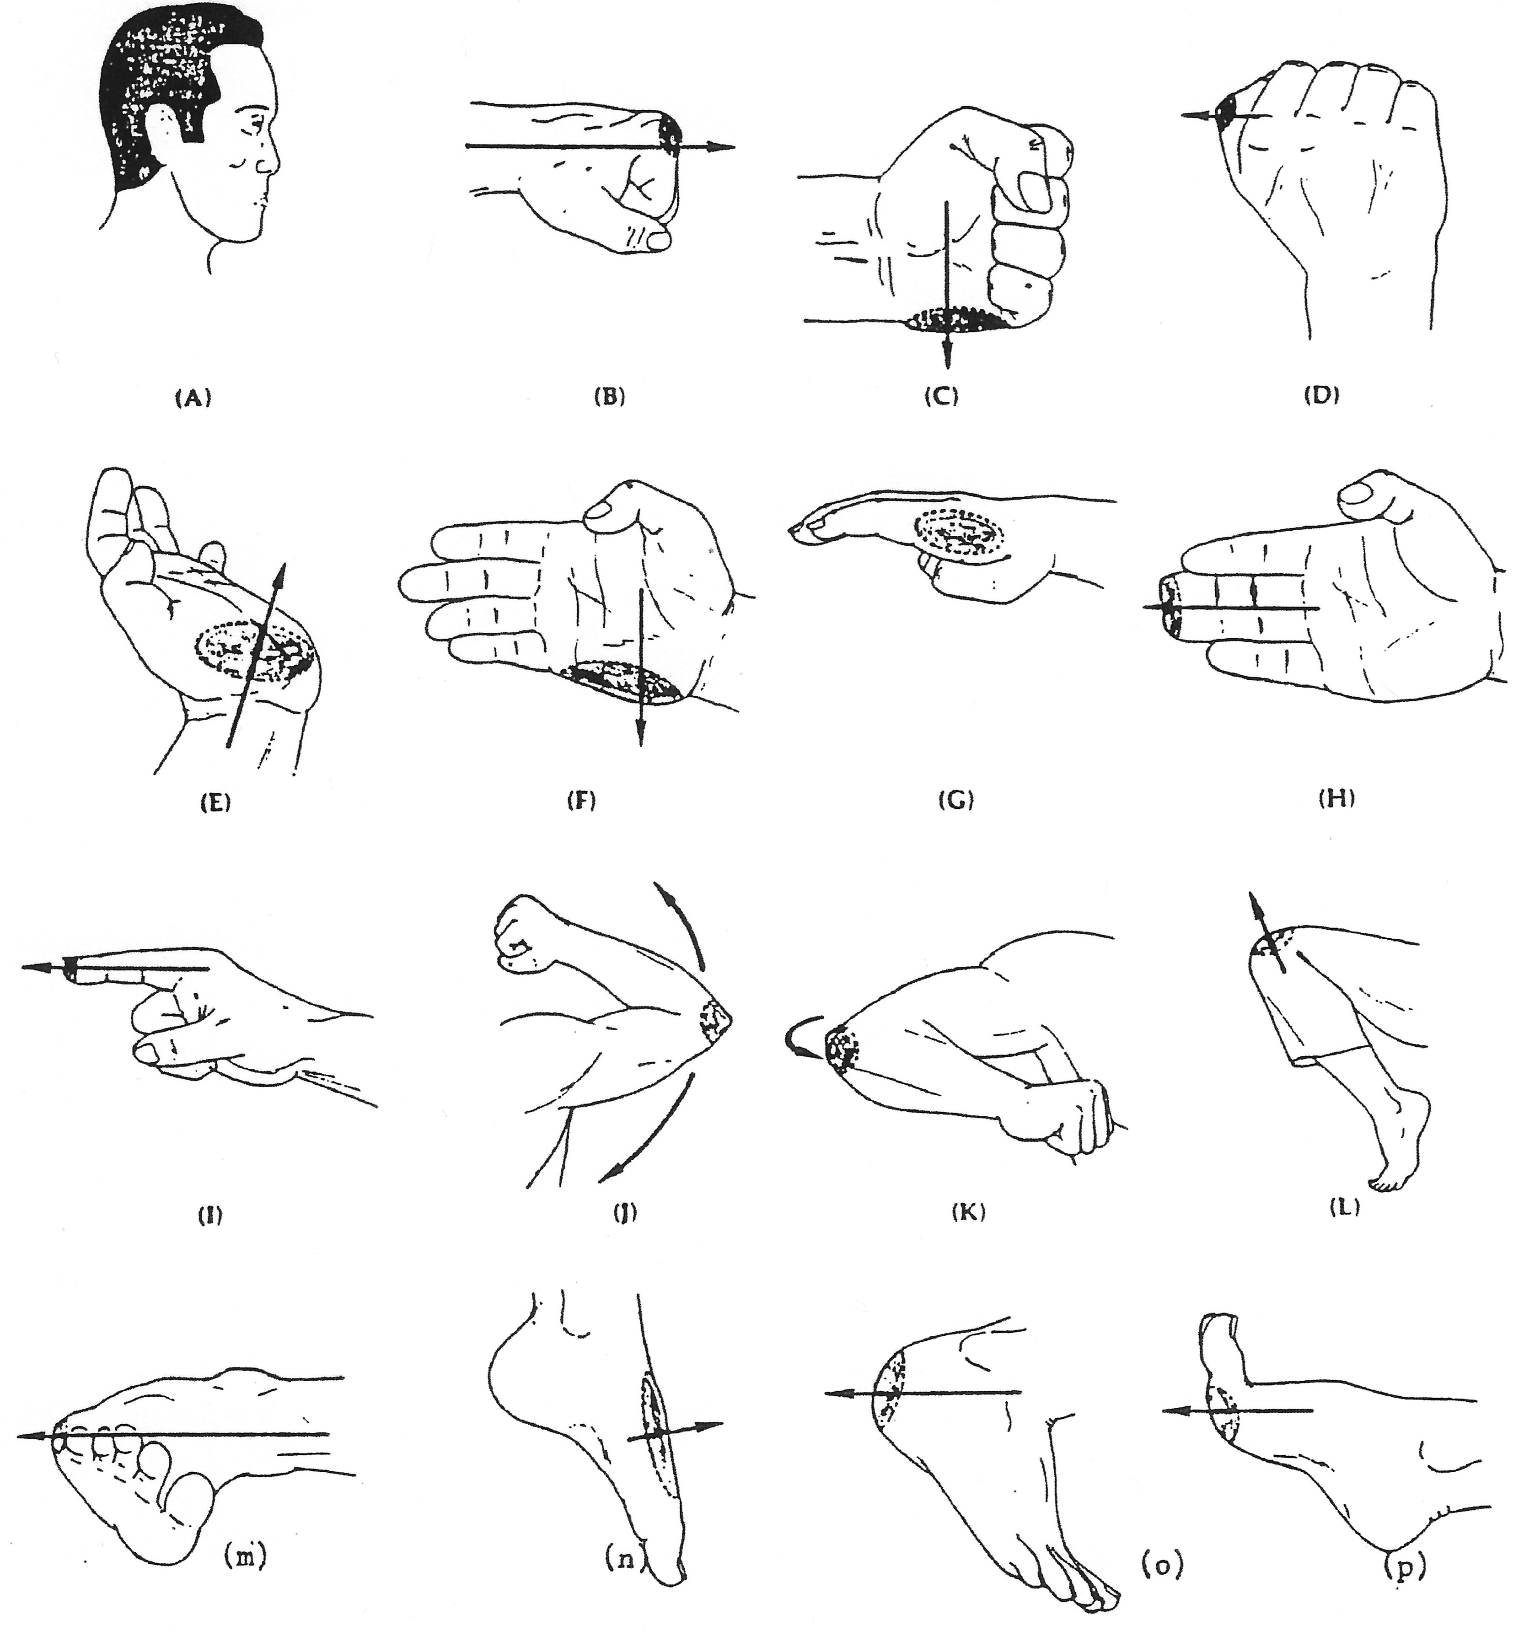 (A) (B) (C) (D)
(E) (F) (G) (H)
(I) (J) (K) (L)
(m) (n) (o) (p)